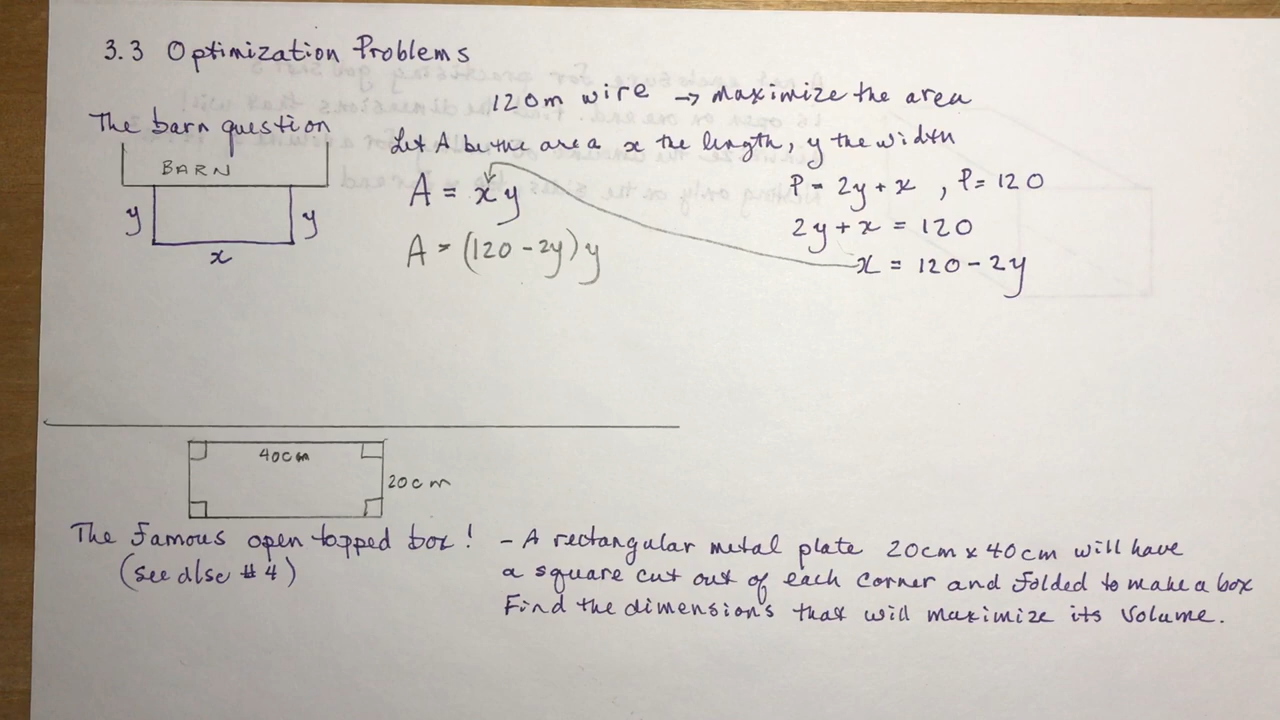 3.3 Optimization Problems
120m wire → maximize the area
The barn question
Let A be the area x the length, y the width
BARN
A = xy
P = 2y + x , P = 120
y
y
2y + x = 120
x
A = (120 - 2y)y
x = 120 - 2y
40cm
20cm
The Famous open topped box! - A rectangular metal plate 20cm x 40cm will have
(see dlsc #4)
a square cut out of each corner and folded to make a box
Find the dimensions that will maximize its volume.